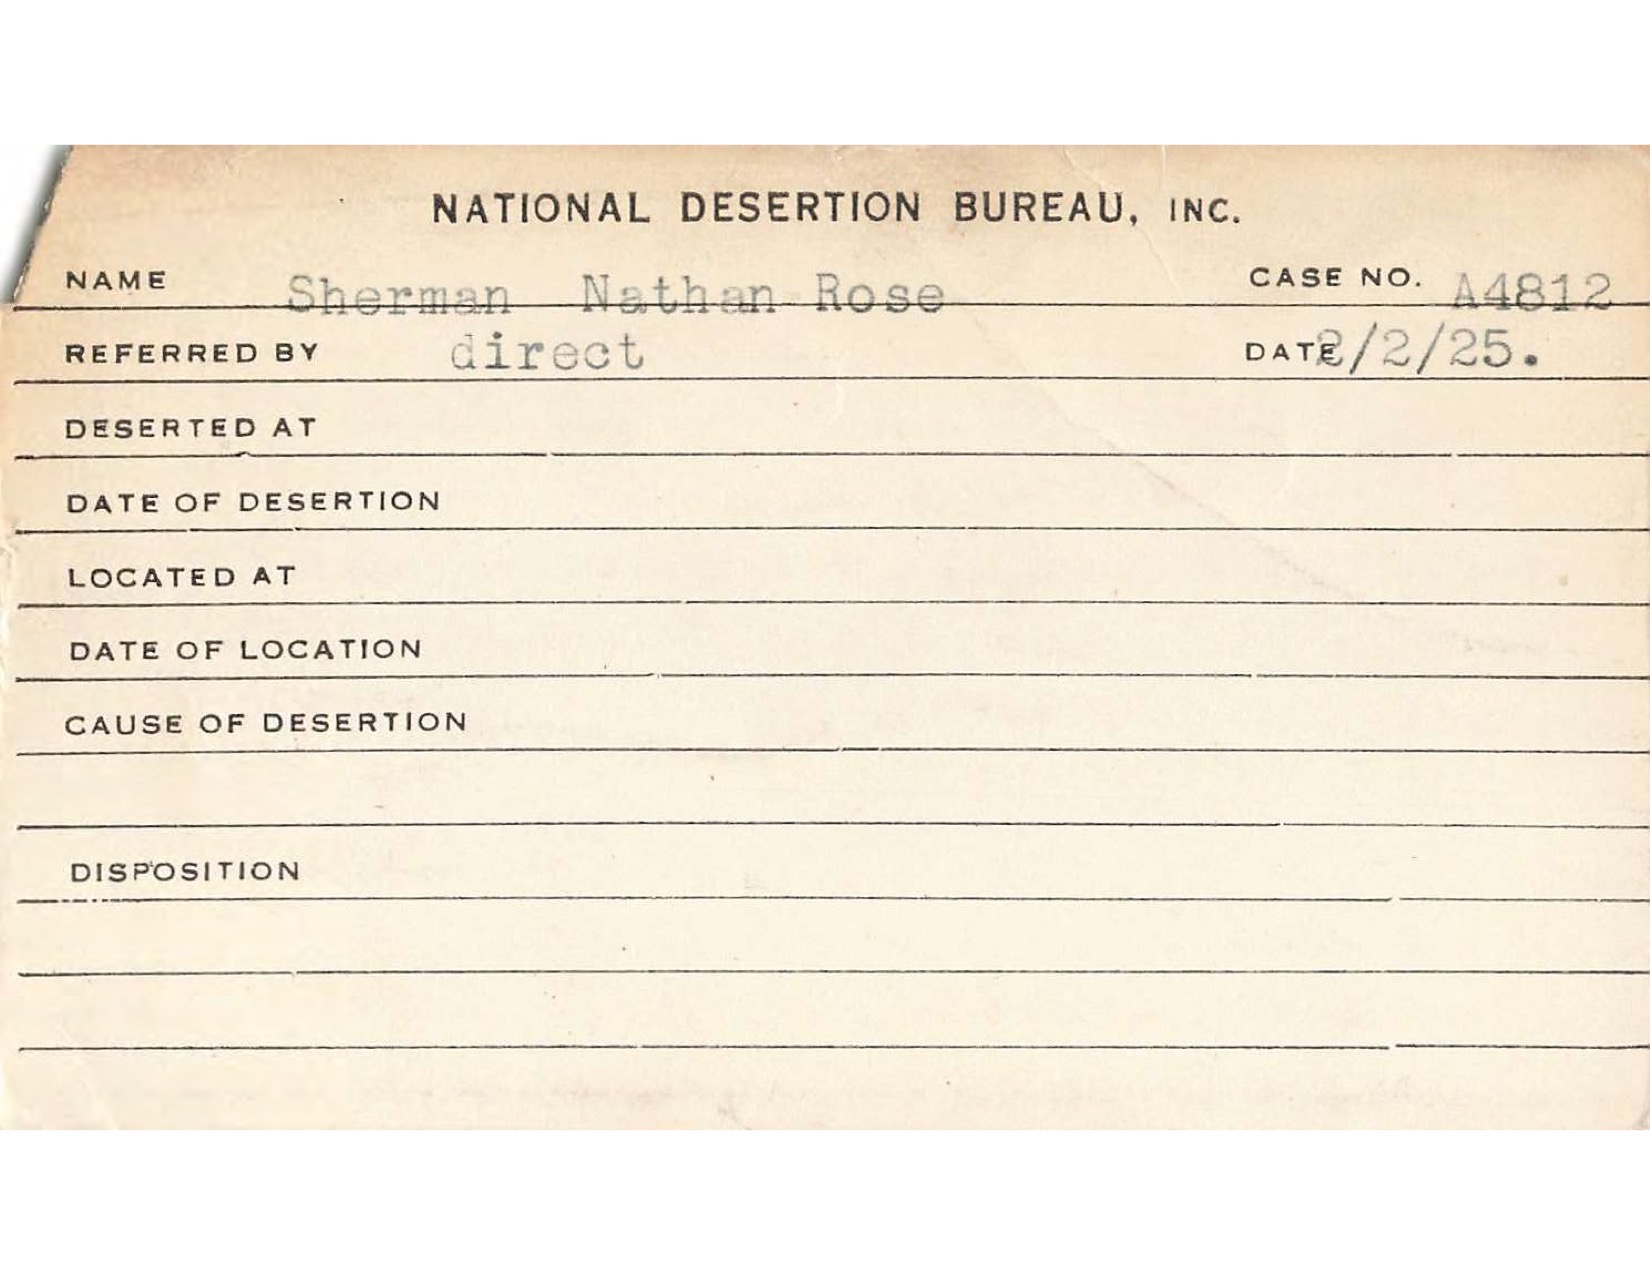 NATIONAL DESERTION BUREAU, INC.
NAME Sherman Nathan Rose CASE NO. A4812
REFERRED BY direct DATE 2/2/25.
DESERTED AT
DATE OF DESERTION
LOCATED AT
DATE OF LOCATION
CAUSE OF DESERTION
DISPOSITION